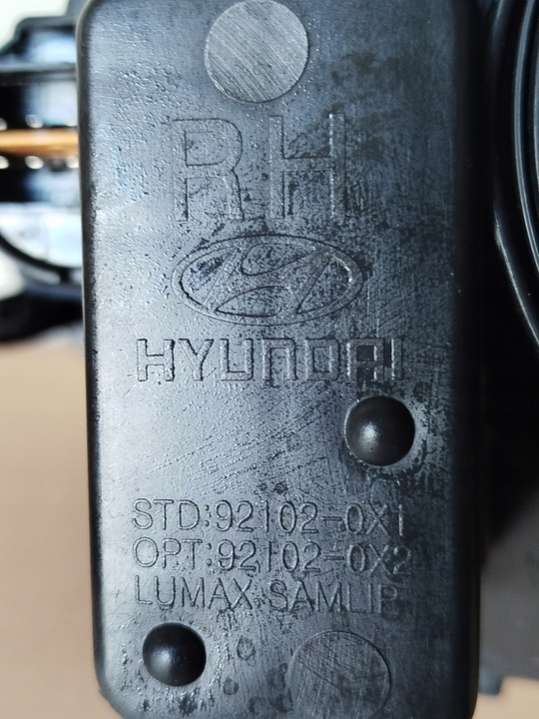 RH
HYUNDAI
STD:92102-0X1
OPT:92102-0X2
LUMAX SAMLIP